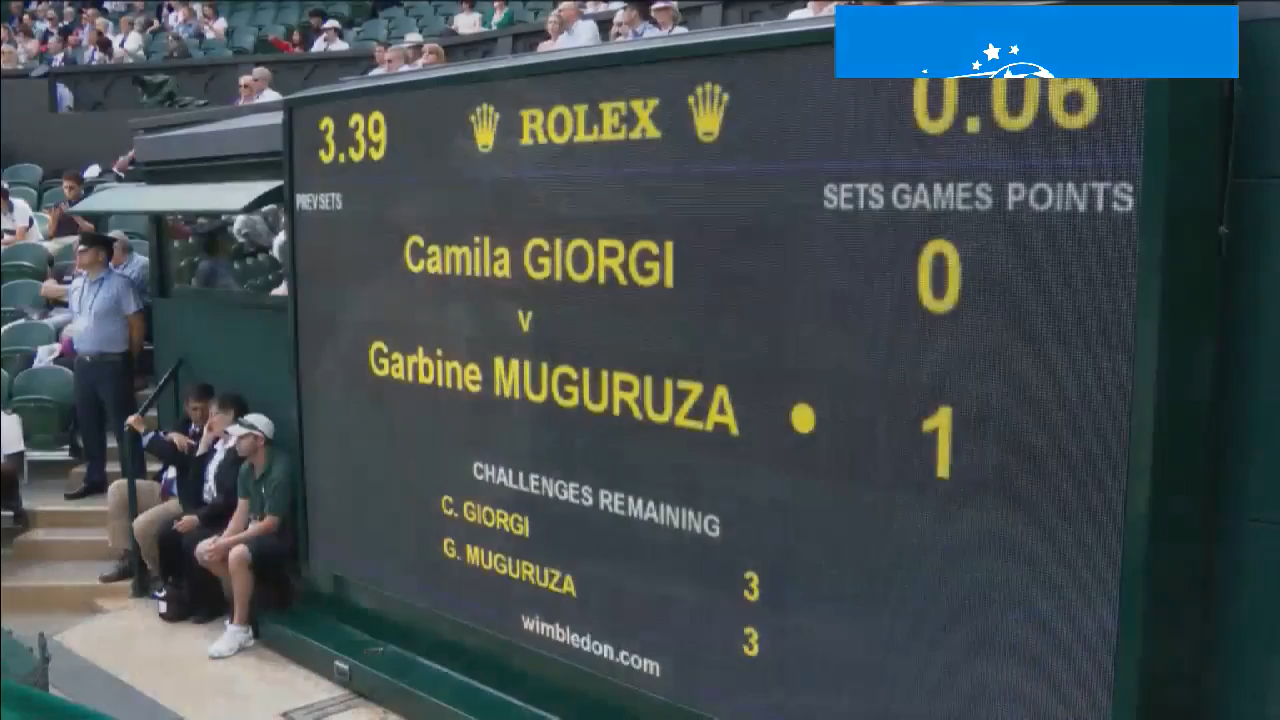 3.39 ROLEX 0.06
PREV SETS SETS GAMES POINTS
Camila GIORGI 0
v
Garbine MUGURUZA 1
CHALLENGES REMAINING
C. GIORGI 3
G. MUGURUZA 3
wimbledon.com